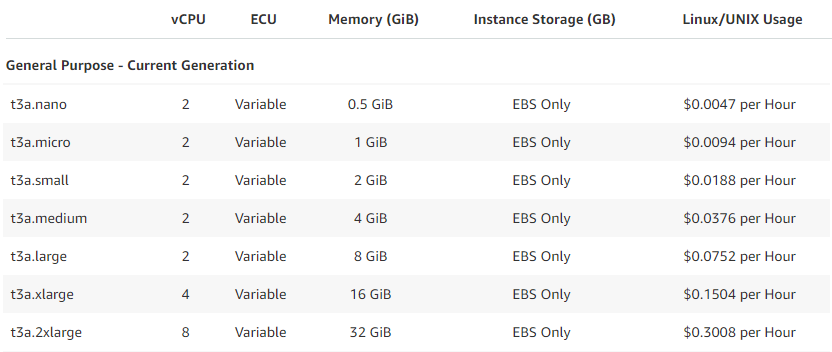 vCPU ECU Memory (GiB) Instance Storage (GB) Linux/UNIX Usage
General Purpose - Current Generation
t3a.nano 2 Variable 0.5 GiB EBS Only $0.0047 per Hour
t3a.micro 2 Variable 1 GiB EBS Only $0.0094 per Hour
t3a.small 2 Variable 2 GiB EBS Only $0.0188 per Hour
t3a.medium 2 Variable 4 GiB EBS Only $0.0376 per Hour
t3a.large 2 Variable 8 GiB EBS Only $0.0752 per Hour
t3a.xlarge 4 Variable 16 GiB EBS Only $0.1504 per Hour
t3a.2xlarge 8 Variable 32 GiB EBS Only $0.3008 per Hour